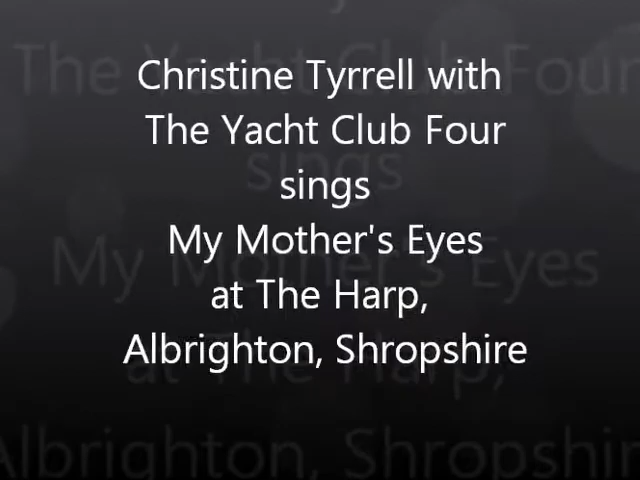 Christine Tyrrell with
The Yacht Club Four
sings
My Mother's Eyes
at The Harp,
Albrighton, Shropshire